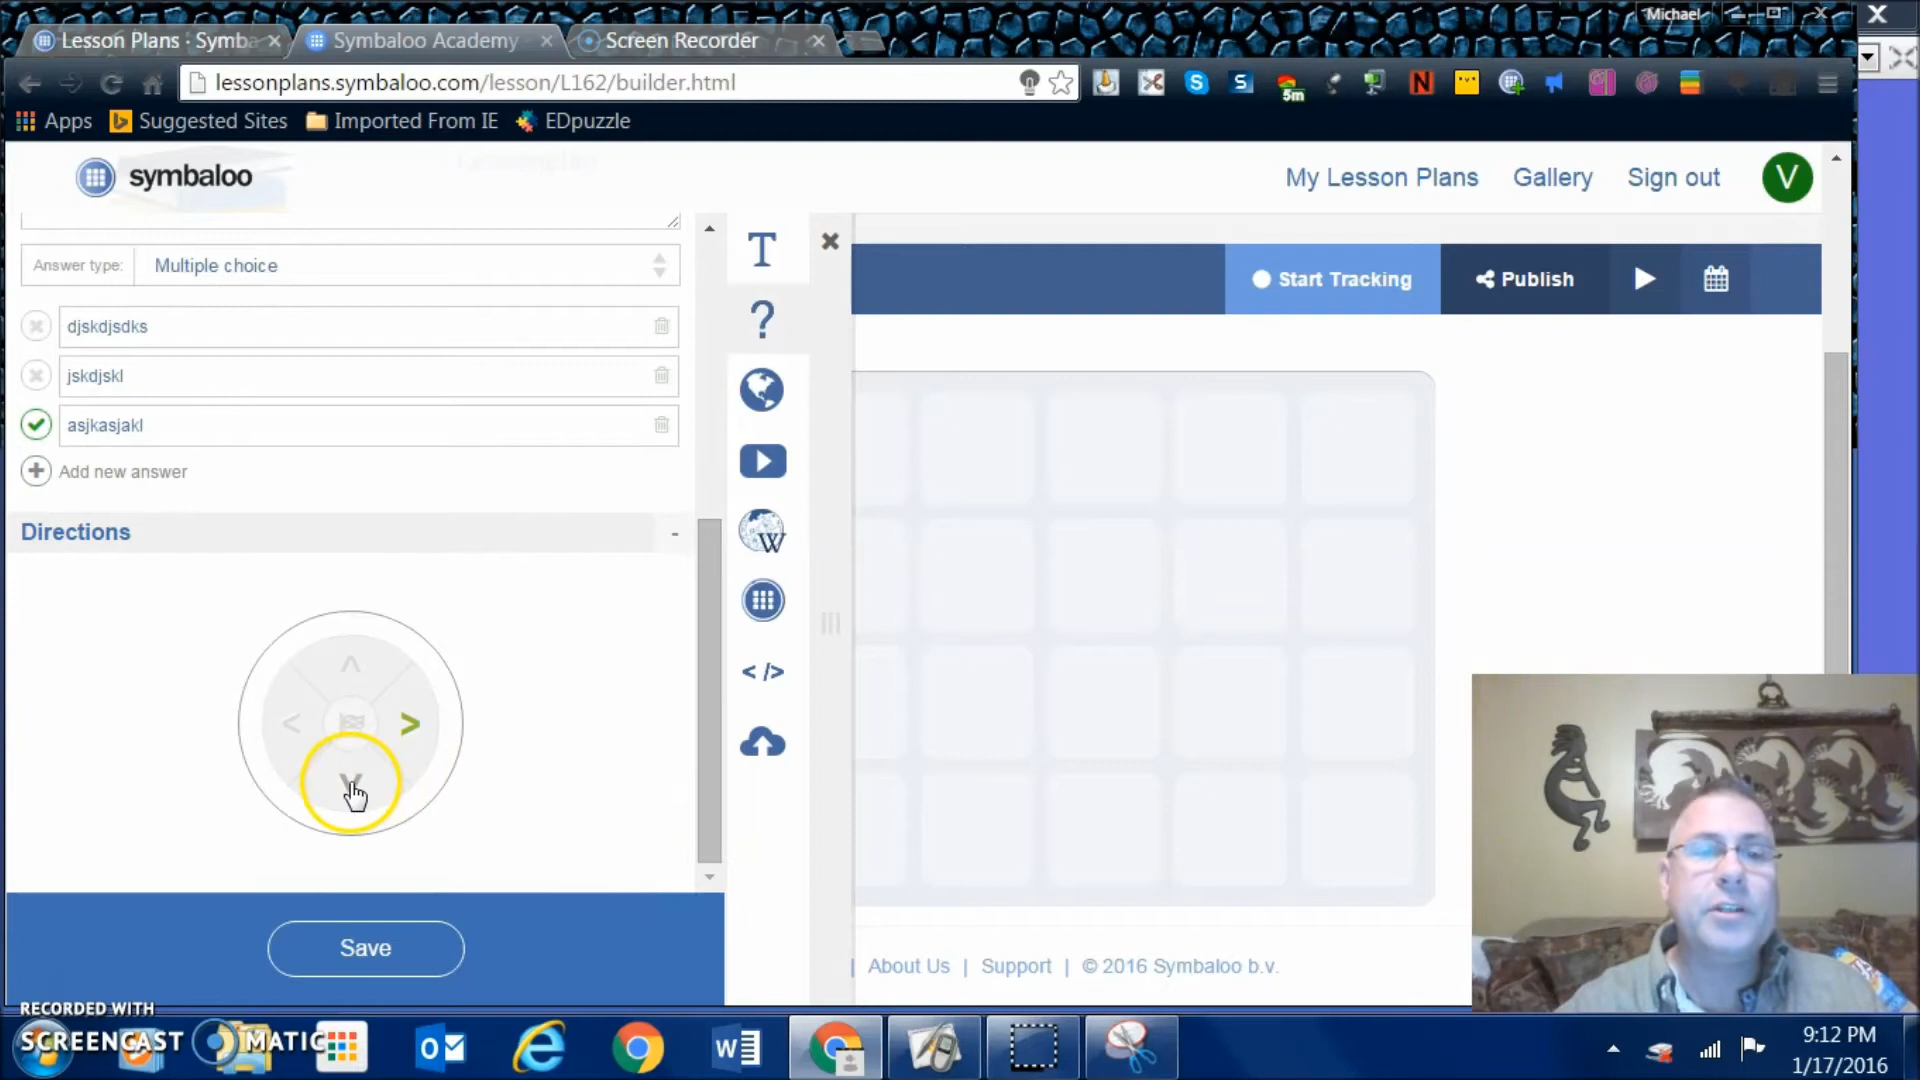 Michael
Lesson Plans · Symba
Symbaloo Academy
Screen Recorder
lessonplans.symbaloo.com/lesson/L162/builder.html
5m
Apps
Suggested Sites
Imported From IE
EDpuzzle
symbaloo
My Lesson Plans
Gallery
Sign out
V
Answer type:
Multiple choice
Start Tracking
Publish
djskdjsdks
jskdjskl
asjkasjakl
Add new answer
Directions
Save
| About Us | Support | © 2016 Symbaloo b.v.
RECORDED WITH
SCREENCAST MATIC
9:12 PM
1/17/2016